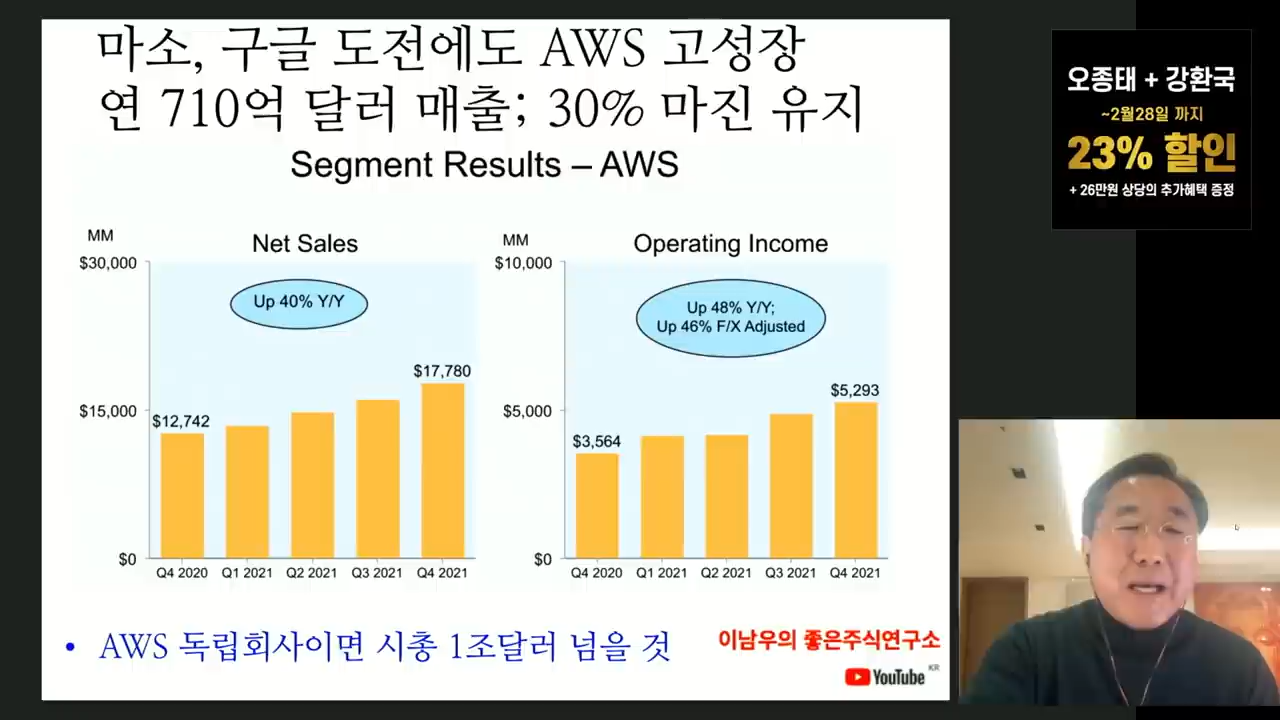 마소, 구글 도전에도 AWS 고성장
연 710억 달러 매출; 30% 마진 유지
Segment Results – AWS
MM
Net Sales
$30,000
$15,000
$0
Up 40% Y/Y
$12,742
$17,780
Q4 2020 Q1 2021 Q2 2021 Q3 2021 Q4 2021
MM
Operating Income
$10,000
$5,000
$0
Up 48% Y/Y;
Up 46% F/X Adjusted
$3,564
$5,293
Q4 2020 Q1 2021 Q2 2021 Q3 2021 Q4 2021
• AWS 독립회사이면 시총 1조달러 넘을 것
이남우의 좋은주식연구소
YouTube KR
오종태 + 강환국
~2월28일 까지
23% 할인
+ 26만원 상당의 추가혜택 증정